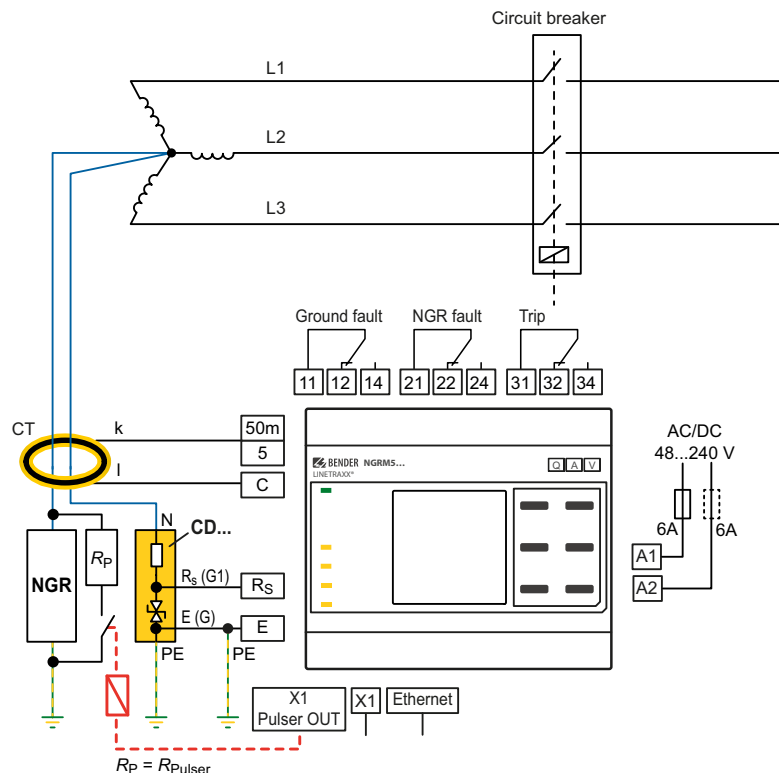 Circuit breaker
L1
L2
L3
Ground fault
NGR fault
Trip
11 12 14
21 22 24
31 32 34
CT
k
50m
5
l
C
BENDER NGRM5...
LINETRAXX®
Q A V
AC/DC
48...240 V
6A
6A
A1
A2
N
CD...
NGR
RP
Rs (G1)
RS
E (G)
E
PE
PE
X1
Pulser OUT
X1
Ethernet
RP = RPulser